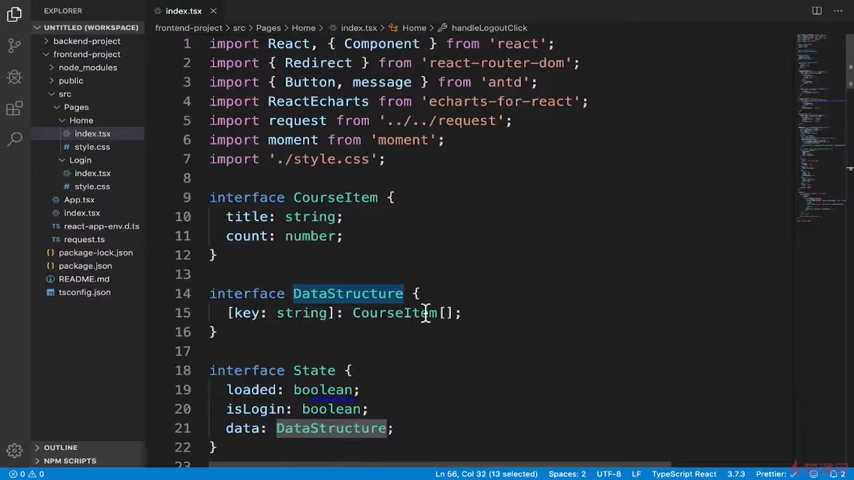 EXPLORER
index.tsx ×
UNTITLED (WORKSPACE)
frontend-project › src › Pages › Home › index.tsx › Home › handleLogoutClick
backend-project
frontend-project
node_modules
public
src
Pages
Home
index.tsx
style.css
Login
index.tsx
style.css
App.tsx
index.tsx
react-app-env.d.ts
request.ts
package-lock.json
package.json
README.md
tsconfig.json
OUTLINE
NPM SCRIPTS
1 import React, { Component } from 'react';
2 import { Redirect } from 'react-router-dom';
3 import { Button, message } from 'antd';
4 import ReactEcharts from 'echarts-for-react';
5 import request from '../../request';
6 import moment from 'moment';
7 import './style.css';
8
9 interface CourseItem {
10 title: string;
11 count: number;
12 }
13
14 interface DataStructure {
15 [key: string]: CourseItem[];
16 }
17
18 interface State {
19 loaded: boolean;
20 isLogin: boolean;
21 data: DataStructure;
22 }
23
0 0 Ln 56, Col 32 (13 selected) Spaces: 2 UTF-8 LF TypeScript React 3.7.3 Prettier: ✓ 2